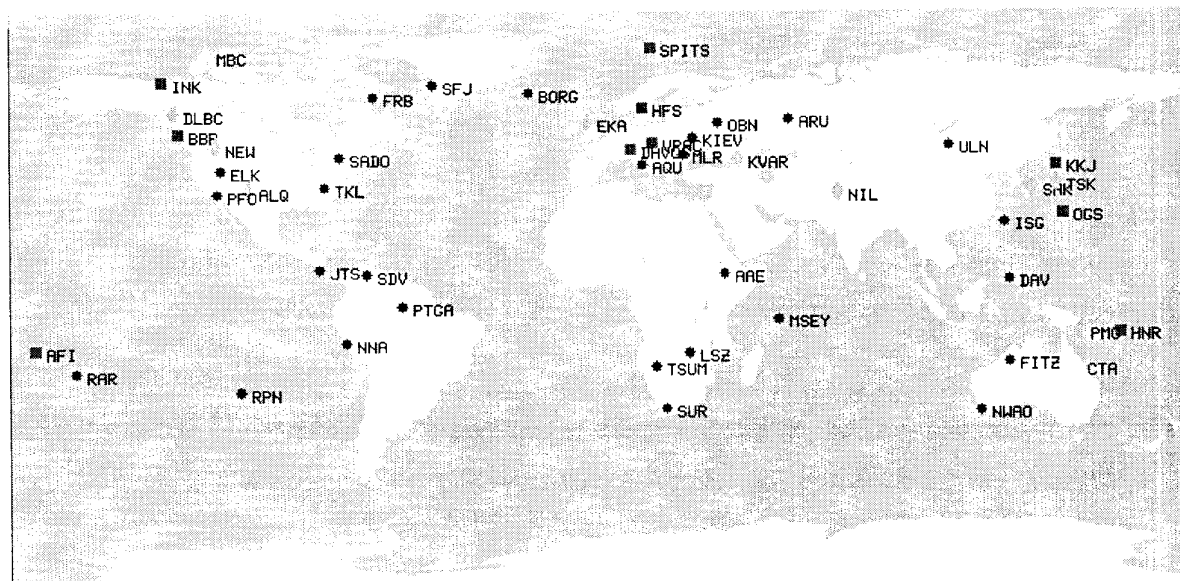 SPITS
MBC
INK
SFJ
BORG
FRB
HFS
DLBC
EKA
OBN
ARU
BBB
KIEV
ULN
NEW
SADO
MLR
KVAR
AQU
KKJ
ELK
TSK
PFO
ALQ
TKL
NIL
OGS
ISG
JTS
SDV
AAE
DAV
PTGA
MSEY
PMG
HNR
NNA
AFI
LSZ
FITZ
TSUM
CTA
RAR
RPN
SUR
NWAO